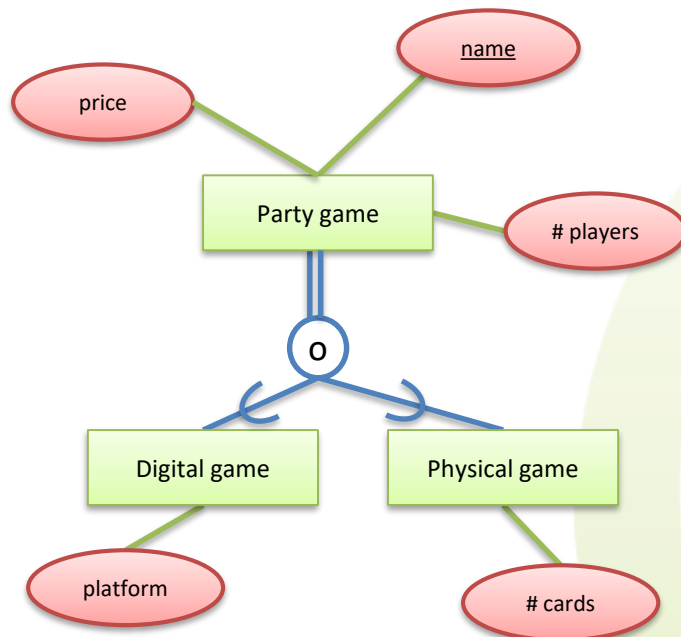 name
price
Party game
# players
o
Digital game
Physical game
platform
# cards